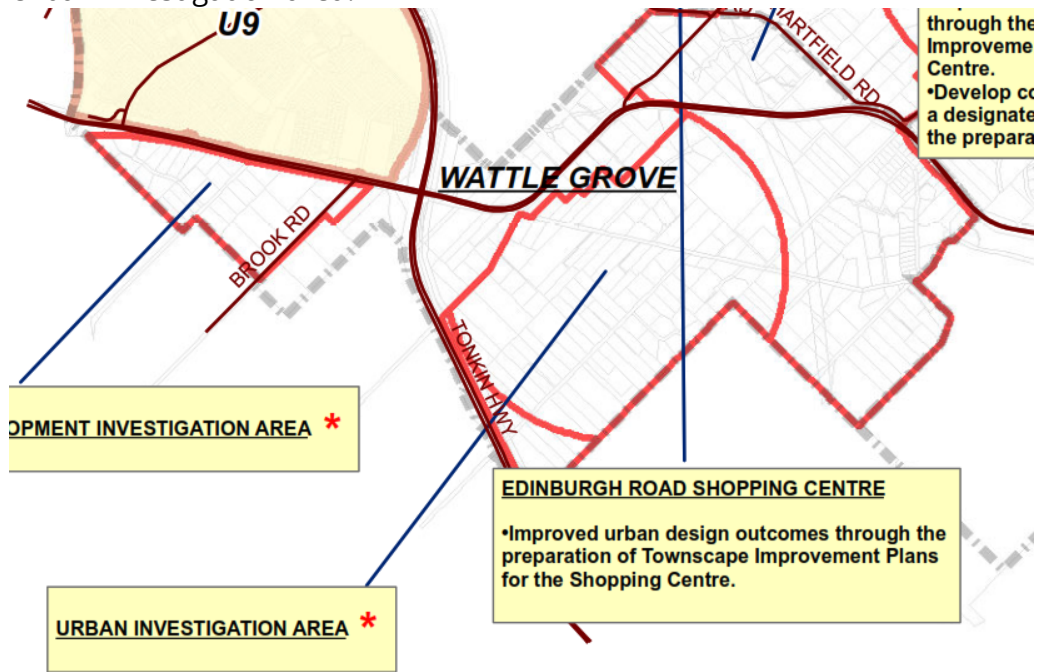 U9
HARTFIELD RD
through the
Improveme
Centre.
•Develop co
a designate
the prepara
WATTLE GROVE
BROOK RD
TONKIN HWY
OPMENT INVESTIGATION AREA *
EDINBURGH ROAD SHOPPING CENTRE
•Improved urban design outcomes through the
preparation of Townscape Improvement Plans
for the Shopping Centre.
URBAN INVESTIGATION AREA *